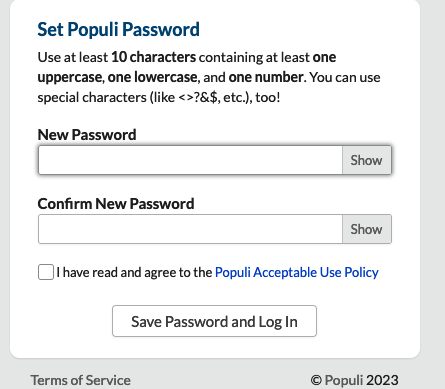 Set Populi Password
Use at least 10 characters containing at least one
uppercase, one lowercase, and one number. You can use
special characters (like <>?&$, etc.), too!
New Password
Show
Confirm New Password
Show
I have read and agree to the Populi Acceptable Use Policy
Save Password and Log In
Terms of Service
© Populi 2023